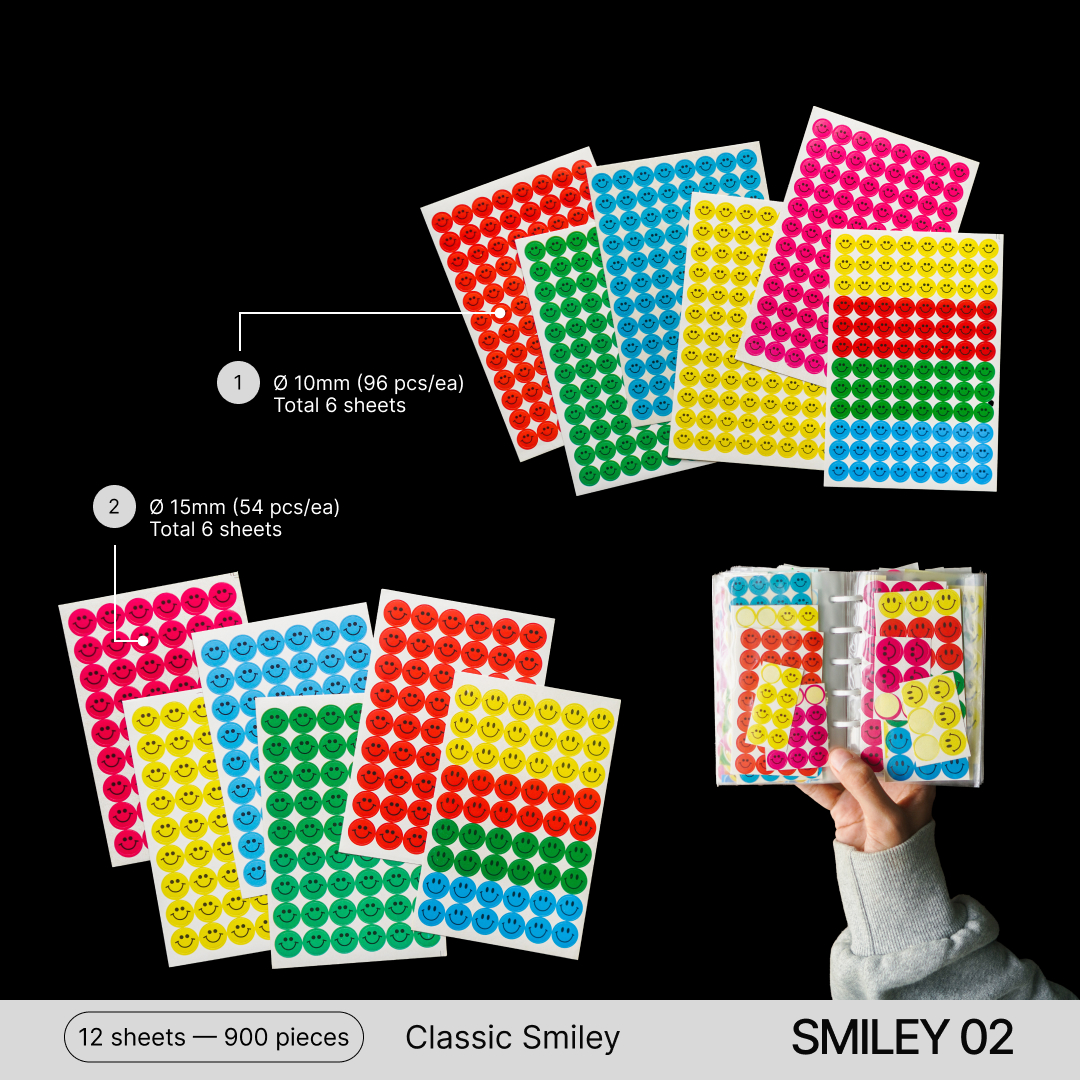 1
Ø 10mm (96 pcs/ea)
Total 6 sheets
2
Ø 15mm (54 pcs/ea)
Total 6 sheets
12 sheets — 900 pieces
Classic Smiley
SMILEY 02